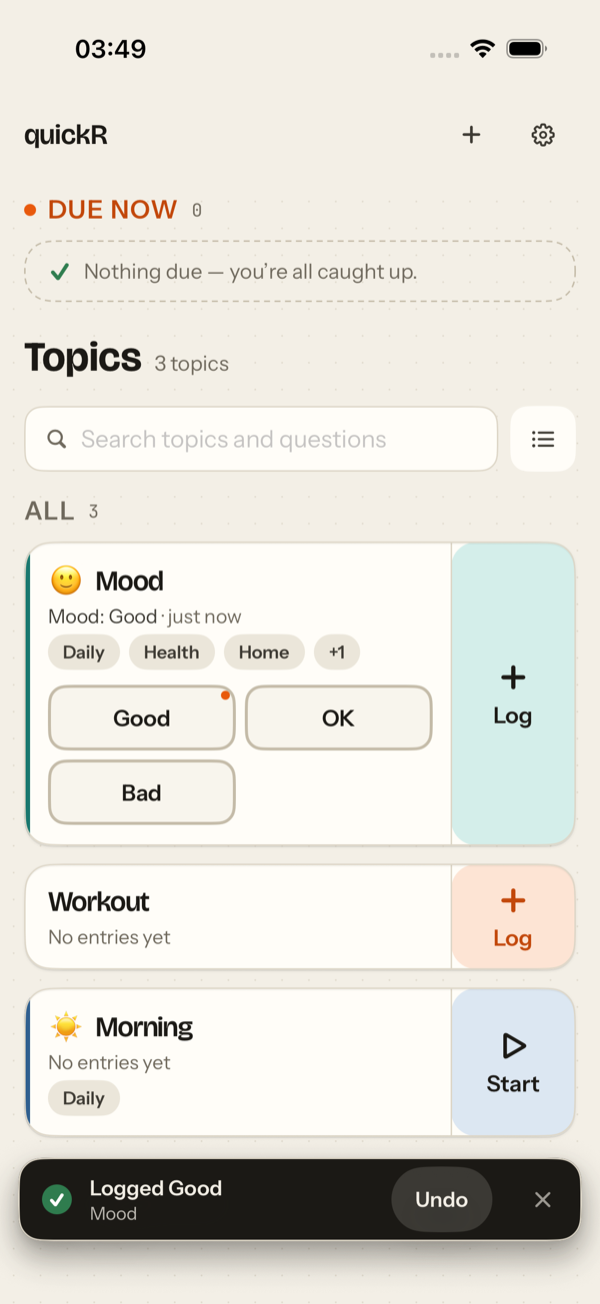 03:49
quickR
DUE NOW 0
Nothing due — you're all caught up.
Topics 3 topics
Search topics and questions
ALL 3
Mood
Mood: Good · just now
Daily Health Home +1
Good OK
Bad
Log
Workout
No entries yet
Log
Morning
No entries yet
Daily
Start
Logged Good
Mood
Undo